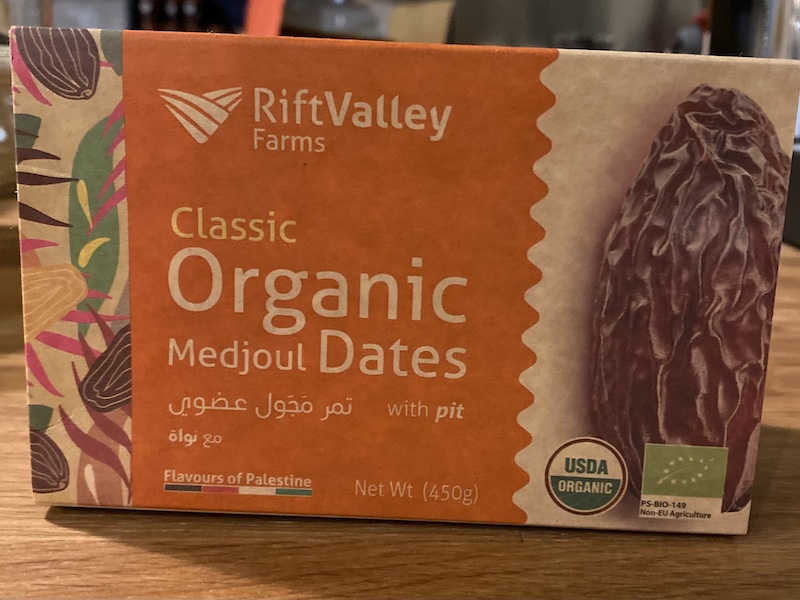 RiftValley
Farms
Classic
Organic
Medjoul Dates
تمر مَجّول عضوي with pit
مع نواة
Flavours of Palestine
Net Wt (450g)
USDA
ORGANIC
PS-BIO-149
Non-EU Agriculture